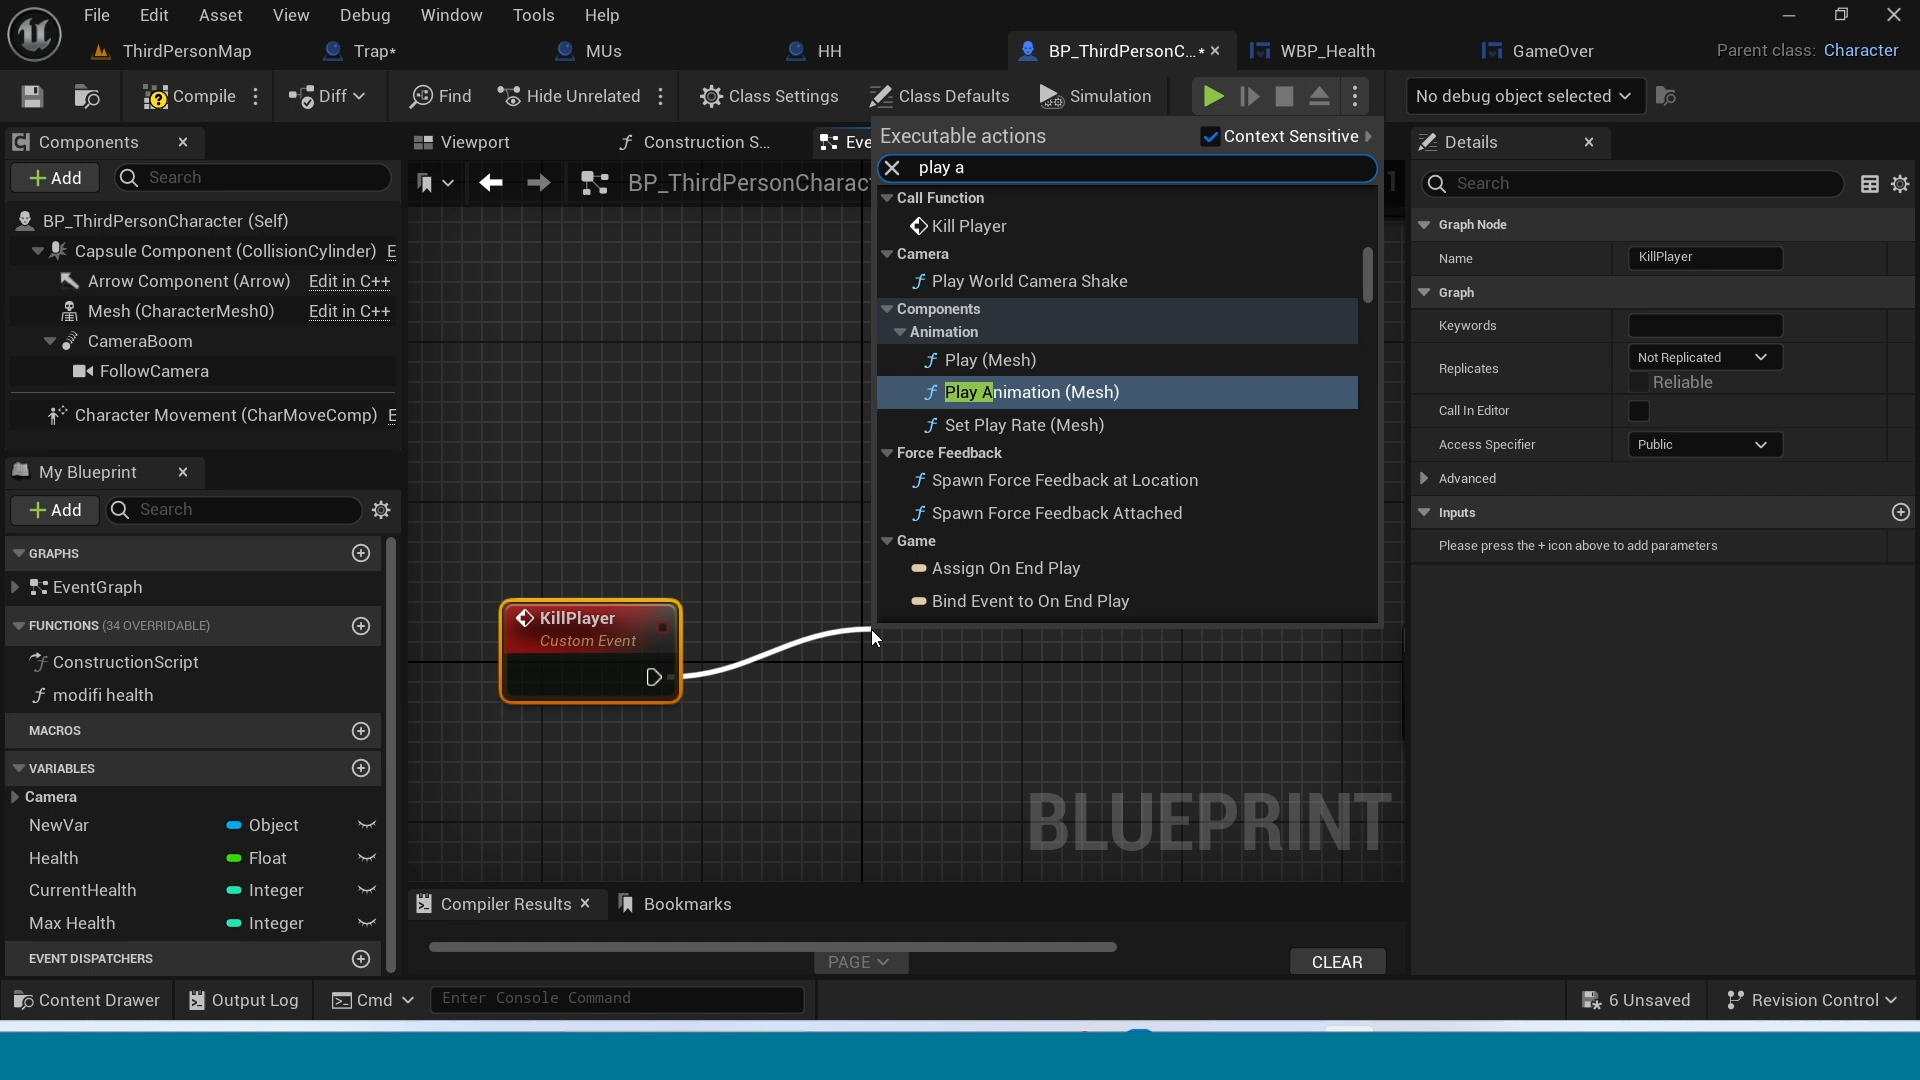 File Edit Asset View Debug Window Tools Help
ThirdPersonMap Trap* MUs HH BP_ThirdPersonC...* WBP_Health GameOver Parent class: Character
Compile Diff Find Hide Unrelated Class Settings Class Defaults Simulation No debug object selected
Components
Add Search
BP_ThirdPersonCharacter (Self)
Capsule Component (CollisionCylinder) E
Arrow Component (Arrow) Edit in C++
Mesh (CharacterMesh0) Edit in C++
CameraBoom
FollowCamera
Character Movement (CharMoveComp) E
My Blueprint
Add Search
GRAPHS
EventGraph
FUNCTIONS (34 OVERRIDABLE)
ConstructionScript
modifi health
MACROS
VARIABLES
Camera
NewVar Object
Health Float
CurrentHealth Integer
Max Health Integer
EVENT DISPATCHERS
Viewport Construction S... Eve
BP_ThirdPersonCharac
Executable actions Context Sensitive
play a
Call Function
Kill Player
Camera
Play World Camera Shake
Components
Animation
Play (Mesh)
Play Animation (Mesh)
Set Play Rate (Mesh)
Force Feedback
Spawn Force Feedback at Location
Spawn Force Feedback Attached
Game
Assign On End Play
Bind Event to On End Play
KillPlayer
Custom Event
BLUEPRINT
Compiler Results Bookmarks
PAGE CLEAR
Details
Search
Graph Node
Name KillPlayer
Graph
Keywords
Replicates Not Replicated
Reliable
Call In Editor
Access Specifier Public
Advanced
Inputs
Please press the + icon above to add parameters
Content Drawer Output Log Cmd Enter Console Command 6 Unsaved Revision Control